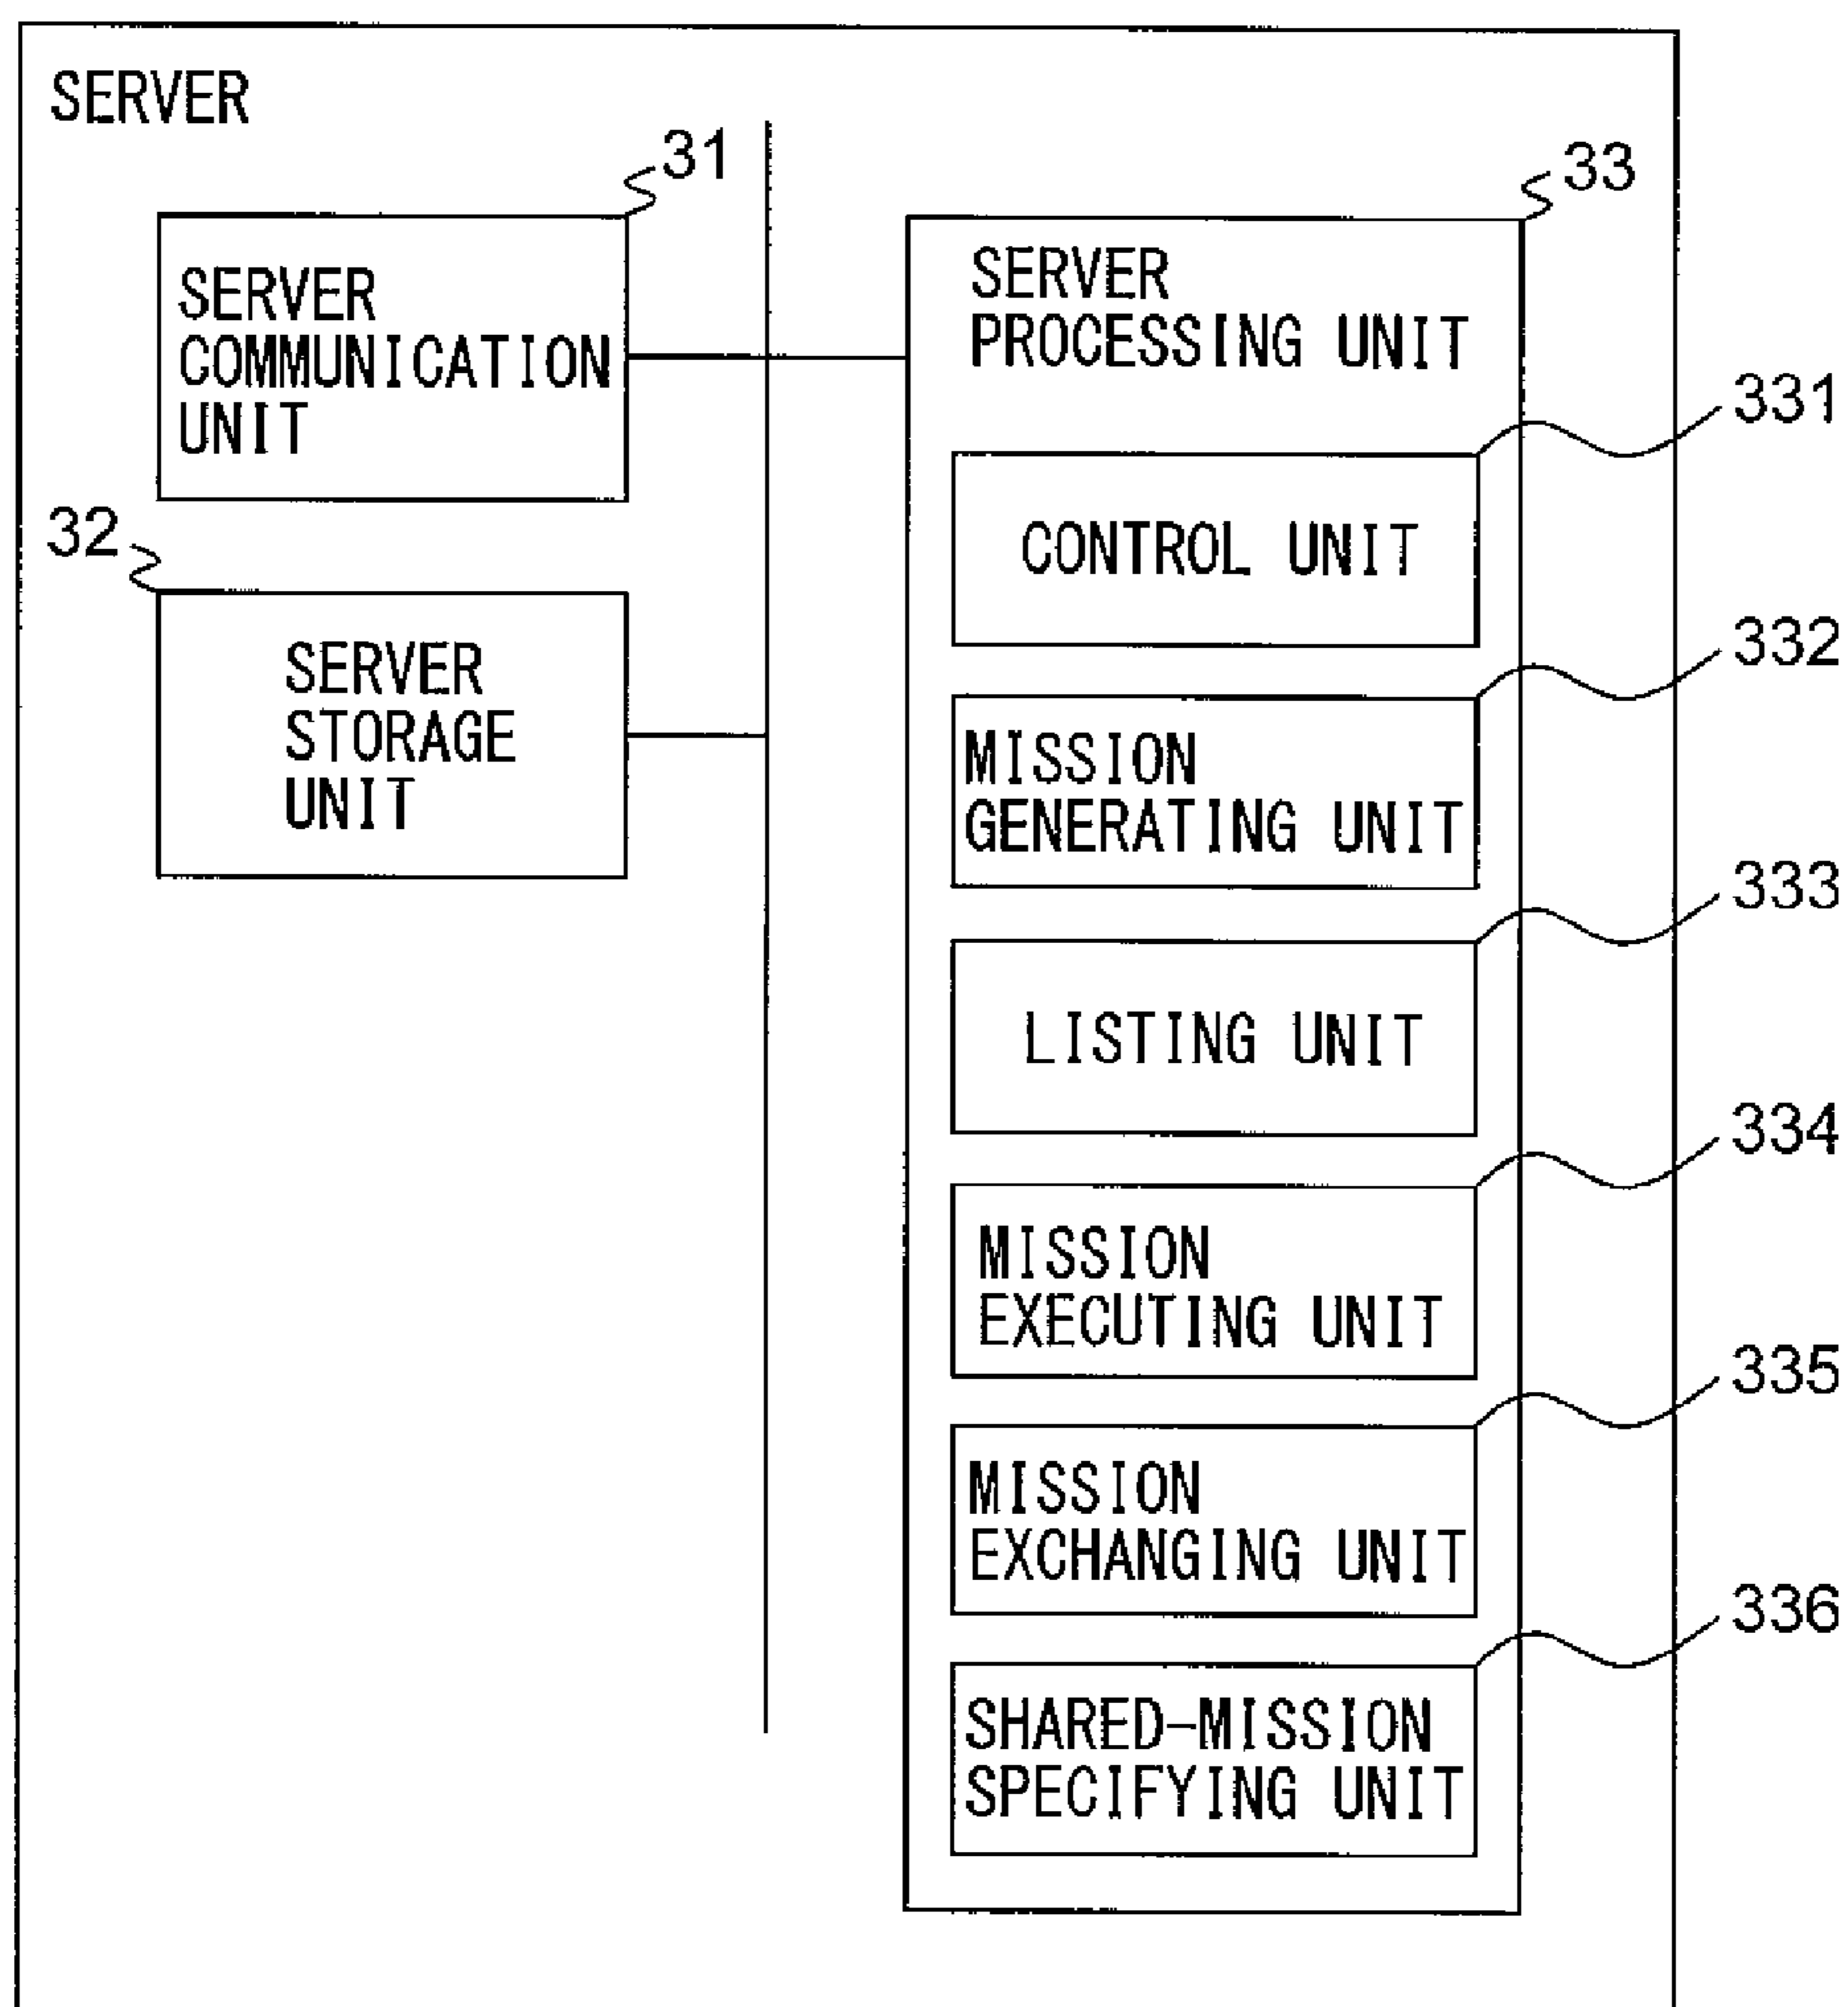 SERVER
31
SERVER
COMMUNICATION
UNIT
32
SERVER
STORAGE
UNIT
33
SERVER
PROCESSING UNIT
331
CONTROL UNIT
332
MISSION
GENERATING UNIT
333
LISTING UNIT
334
MISSION
EXECUTING UNIT
335
MISSION
EXCHANGING UNIT
336
SHARED-MISSION
SPECIFYING UNIT